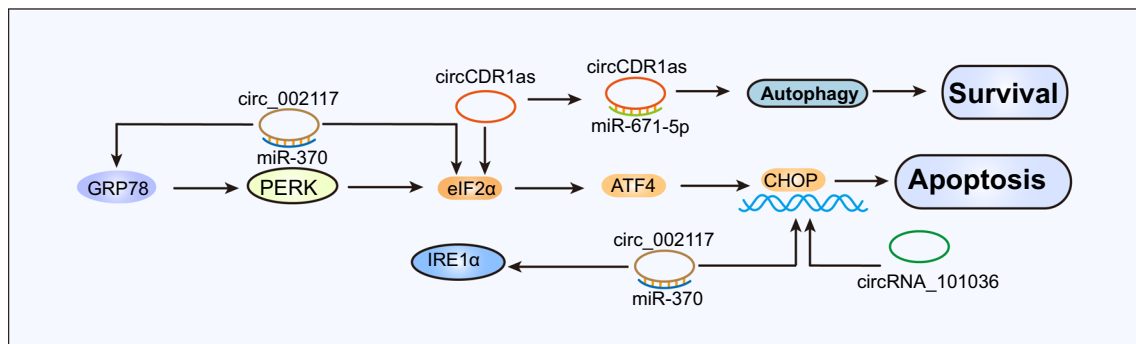 circCDR1as
circCDR1as
miR-671-5p
Autophagy
Survival
circ_002117
miR-370
GRP78
PERK
eIF2α
ATF4
CHOP
Apoptosis
IRE1α
circ_002117
miR-370
circRNA_101036